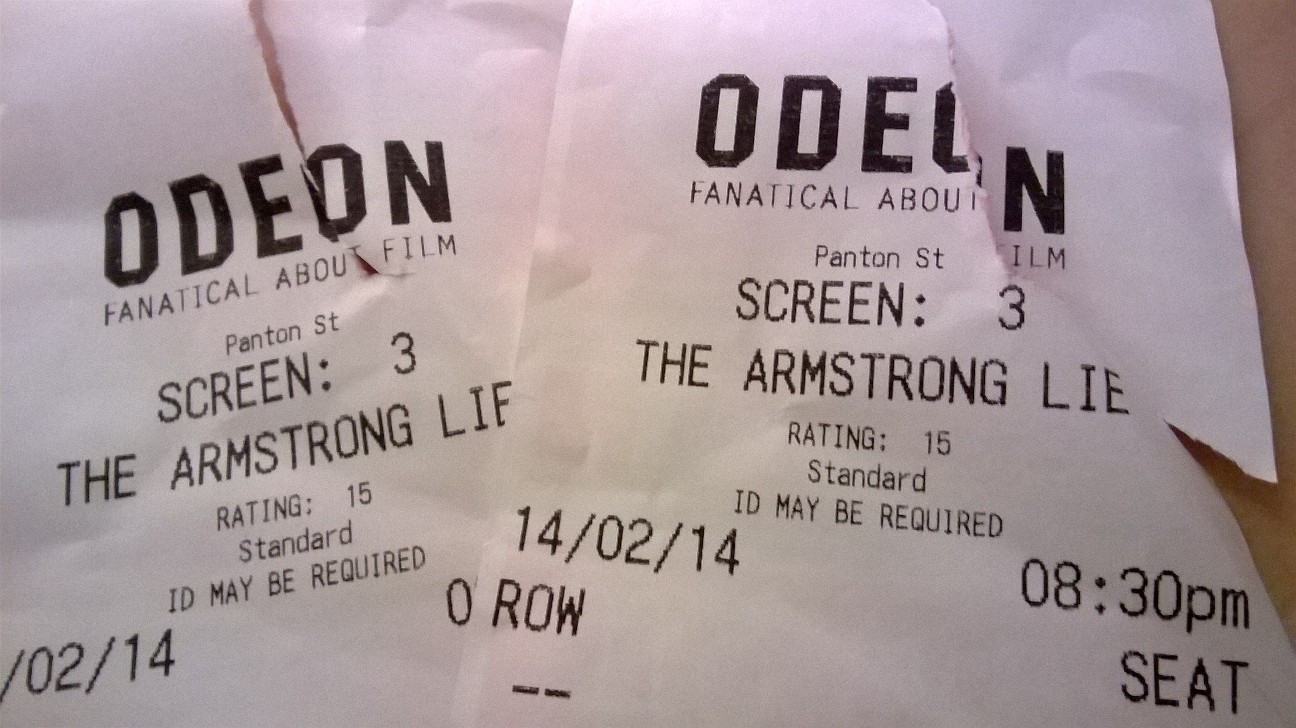 ODEON
FANATICAL ABOUT FILM
Panton St
SCREEN: 3
THE ARMSTRONG LIE
RATING: 15
Standard
ID MAY BE REQUIRED
/02/14
0
ODEON
FANATICAL ABOUT ILM
Panton St
SCREEN: 3
THE ARMSTRONG LIE
RATING: 15
Standard
ID MAY BE REQUIRED
14/02/14 08:30pm
ROW SEAT
--